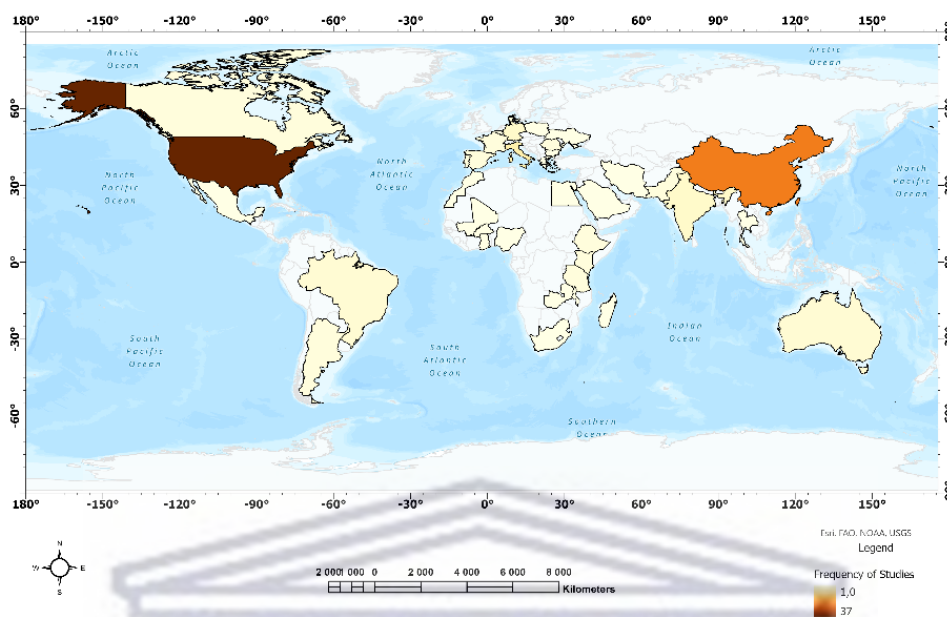 180° -150° -120° -90° -60° -30° 0° 30° 60° 90° 120° 150°
Arctic
Ocean
Arctic
Ocean
60°
30°
0°
-30°
-60°
North
Pacific
Ocean
North
Atlantic
Ocean
North
Pacific
Ocean
South
Pacific
Ocean
South
Atlantic
Ocean
Indian
Ocean
Southern
Ocean
60°
30°
0°
-30°
-60°
180° -150° -120° -90° -60° -30° 0° 30° 60° 90° 120° 150°
Esri, FAO, NOAA, USGS
Legend
Frequency of Studies
1,0
37
N
W E
S
2 000 1 000 0 2 000 4 000 6 000 8 000
Kilometers